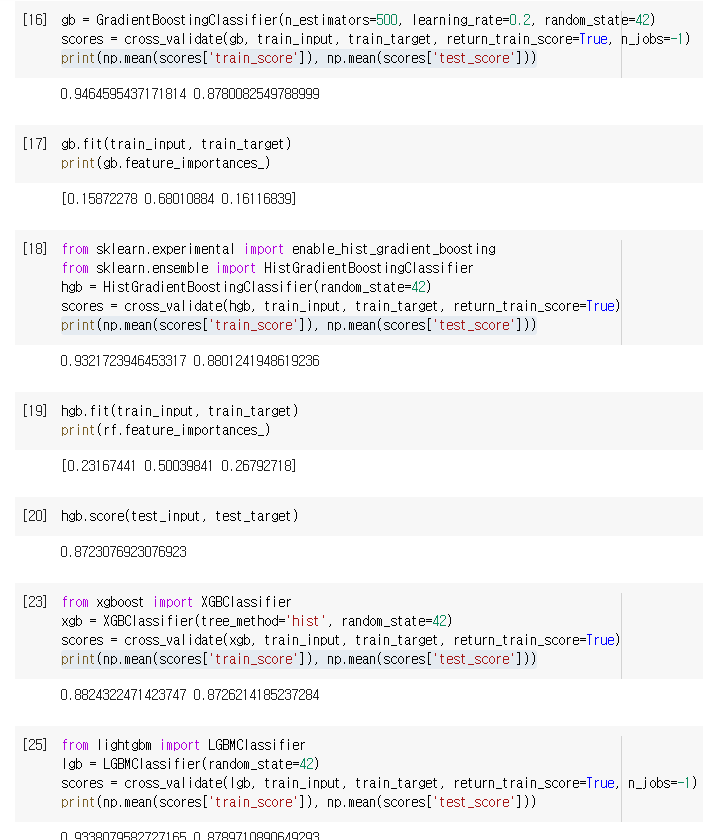 [16] gb = GradientBoostingClassifier(n_estimators=500, learning_rate=0.2, random_state=42)
scores = cross_validate(gb, train_input, train_target, return_train_score=True, n_jobs=-1)
print(np.mean(scores['train_score']), np.mean(scores['test_score']))
0.9464595437171814 0.8780082549788999
[17] gb.fit(train_input, train_target)
print(gb.feature_importances_)
[0.15872278 0.68010884 0.16116839]
[18] from sklearn.experimental import enable_hist_gradient_boosting
from sklearn.ensemble import HistGradientBoostingClassifier
hgb = HistGradientBoostingClassifier(random_state=42)
scores = cross_validate(hgb, train_input, train_target, return_train_score=True)
print(np.mean(scores['train_score']), np.mean(scores['test_score']))
0.9321723946453317 0.8801241948619236
[19] hgb.fit(train_input, train_target)
print(rf.feature_importances_)
[0.23167441 0.50039841 0.26792718]
[20] hgb.score(test_input, test_target)
0.8723076923076923
[23] from xgboost import XGBClassifier
xgb = XGBClassifier(tree_method='hist', random_state=42)
scores = cross_validate(xgb, train_input, train_target, return_train_score=True)
print(np.mean(scores['train_score']), np.mean(scores['test_score']))
0.8824322471423747 0.8726214185237284
[25] from lightgbm import LGBMClassifier
lgb = LGBMClassifier(random_state=42)
scores = cross_validate(lgb, train_input, train_target, return_train_score=True, n_jobs=-1)
print(np.mean(scores['train_score']), np.mean(scores['test_score']))
0.9338079582727165 0.8789710890649293